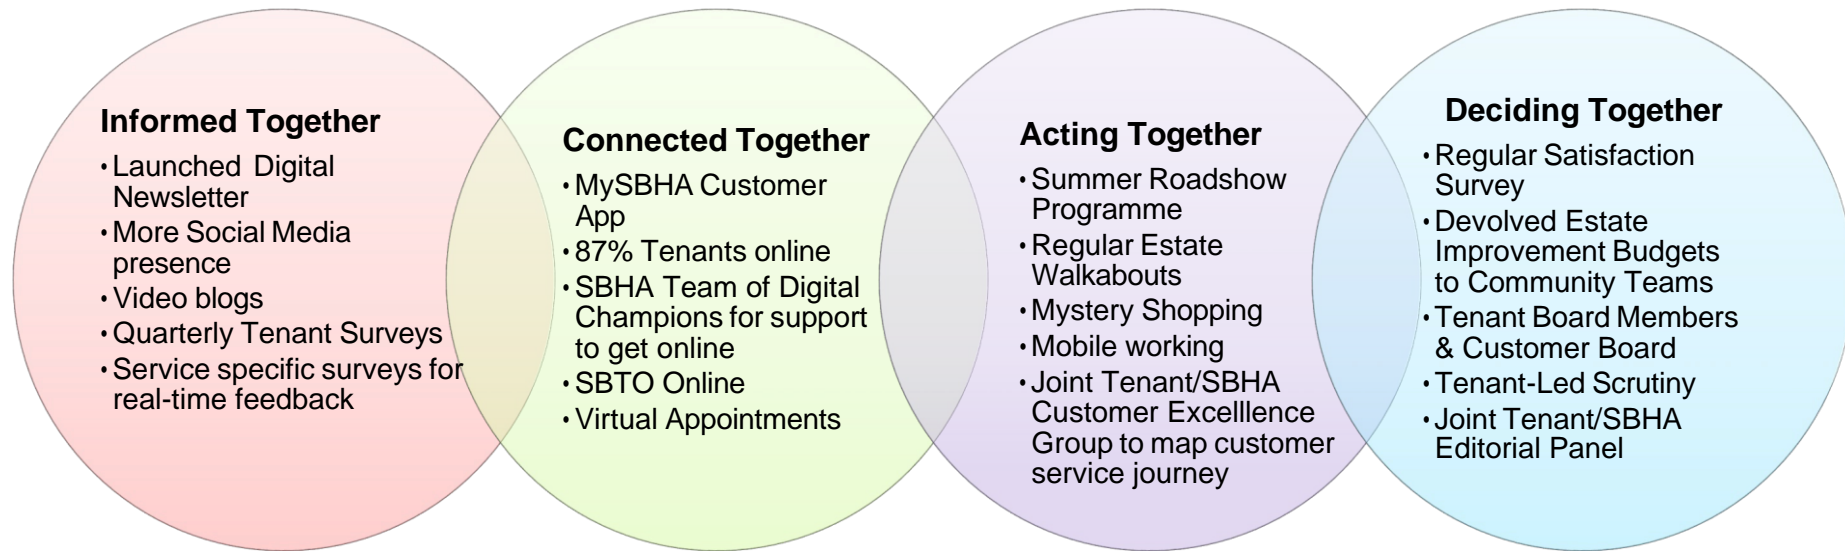 Informed Together
• Launched Digital
Newsletter
• More Social Media
presence
• Video blogs
• Quarterly Tenant Surveys
• Service specific surveys for
real-time feedback
Connected Together
• MySBHA Customer
App
• 87% Tenants online
• SBHA Team of Digital
Champions for support
to get online
• SBTO Online
• Virtual Appointments
Acting Together
• Summer Roadshow
Programme
• Regular Estate
Walkabouts
• Mystery Shopping
• Mobile working
• Joint Tenant/SBHA
Customer Excelllence
Group to map customer
service journey
Deciding Together
• Regular Satisfaction
Survey
• Devolved Estate
Improvement Budgets
to Community Teams
• Tenant Board Members
& Customer Board
• Tenant-Led Scrutiny
• Joint Tenant/SBHA
Editorial Panel